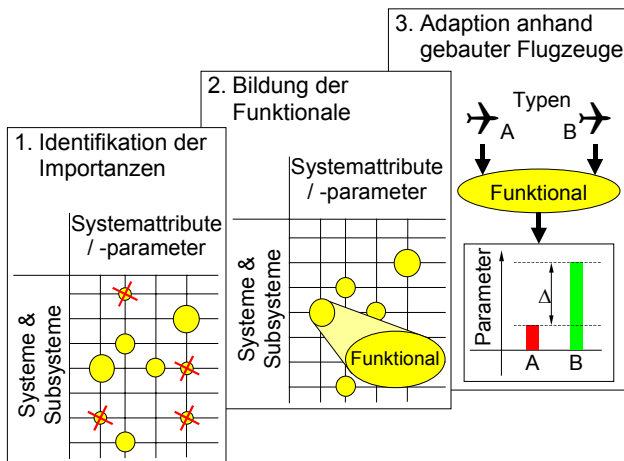 1. Identifikation der
Importanzen
Systemattribute
/ -parameter
Systeme &
Subsysteme
2. Bildung der
Funktionale
Systemattribute
/ -parameter
Systeme &
Subsysteme
Funktional
3. Adaption anhand
gebauter Flugzeuge
Typen
A
B
Funktional
Parameter
Δ
A
B